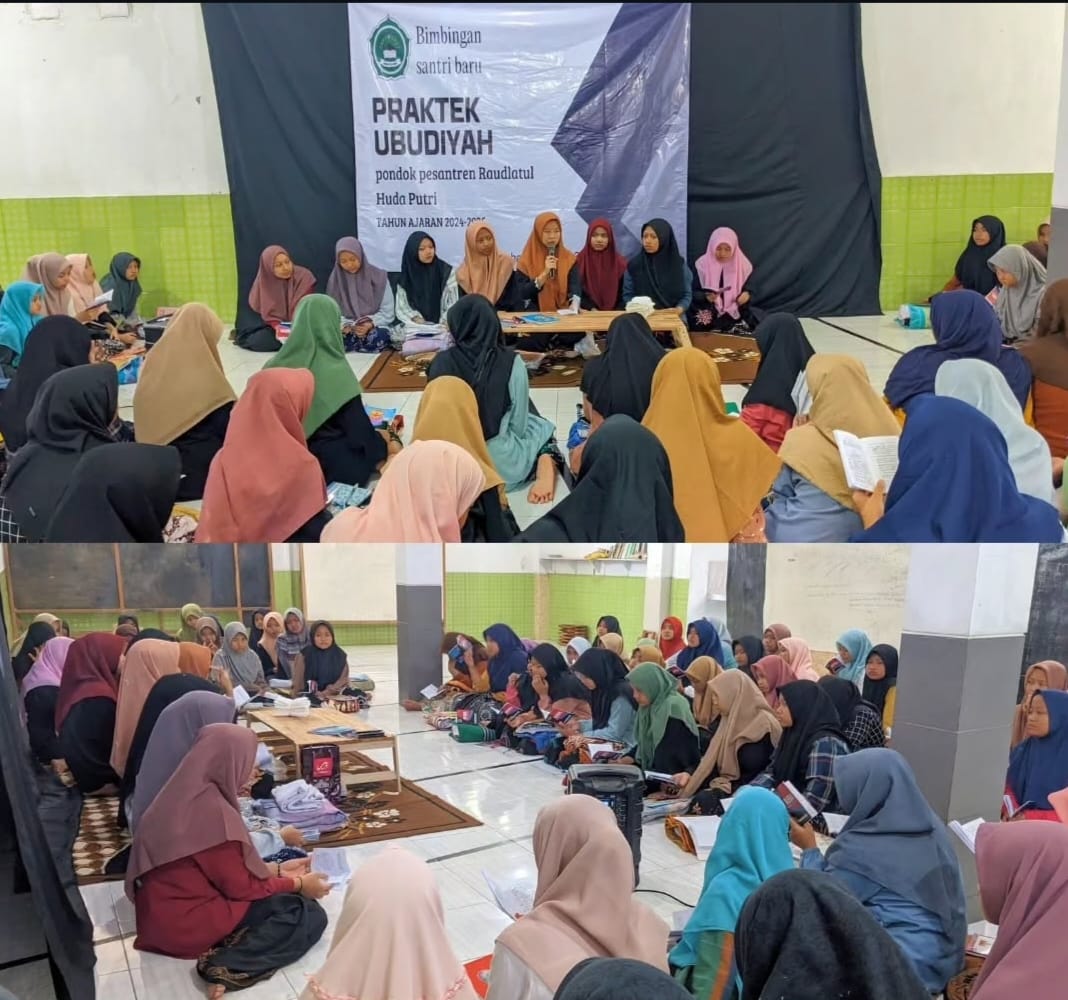 Bimbingan
santri baru
PRAKTEK
UBUDIYAH
pondok pesantren Raudlatul
Huda Putri
TAHUN AJARAN 2024-2025